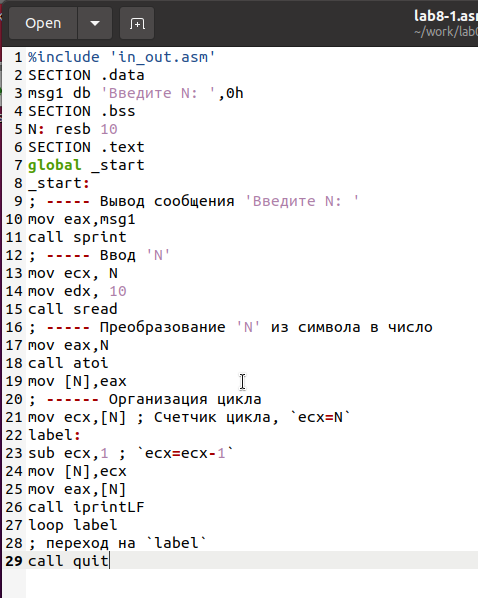 Open
lab8-1.asm
~/work/lab
1 %include 'in_out.asm'
2 SECTION .data
3 msg1 db 'Введите N: ',0h
4 SECTION .bss
5 N: resb 10
6 SECTION .text
7 global _start
8 _start:
9 ; ----- Вывод сообщения 'Введите N: '
10 mov eax,msg1
11 call sprint
12 ; ----- Ввод 'N'
13 mov ecx, N
14 mov edx, 10
15 call sread
16 ; ----- Преобразование 'N' из символа в число
17 mov eax,N
18 call atoi
19 mov [N],eax
20 ; ------ Организация цикла
21 mov ecx,[N] ; Счетчик цикла, `ecx=N`
22 label:
23 sub ecx,1 ; `ecx=ecx-1`
24 mov [N],ecx
25 mov eax,[N]
26 call iprintLF
27 loop label
28 ; переход на `label`
29 call quit